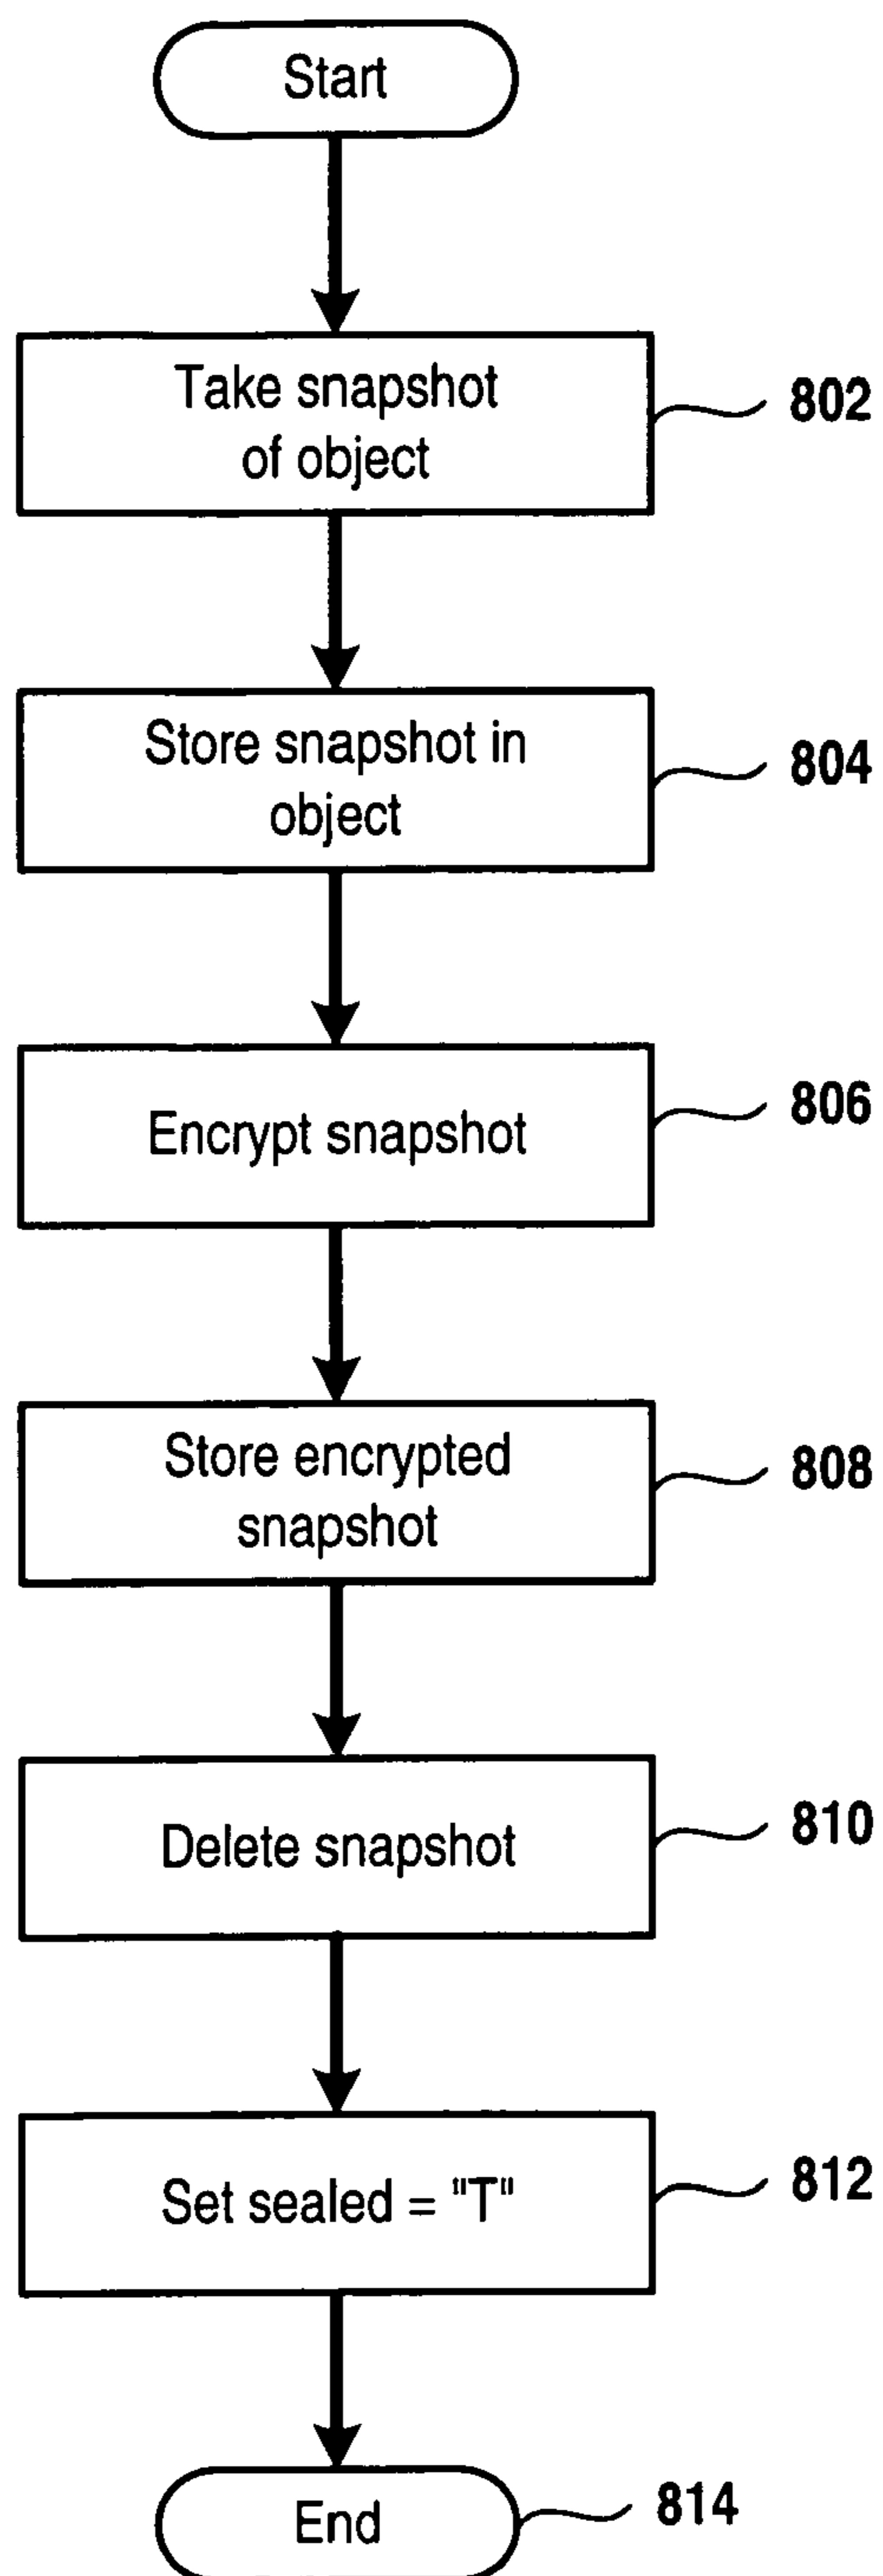 Start
Take snapshot
of object
802
Store snapshot in
object
804
Encrypt snapshot
806
Store encrypted
snapshot
808
Delete snapshot
810
Set sealed = "T"
812
End
814